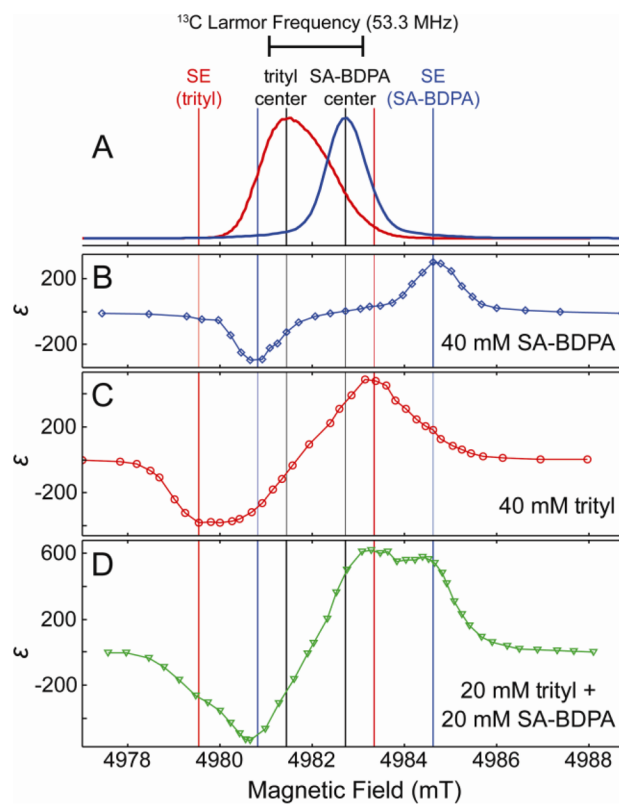 ¹³C Larmor Frequency (53.3 MHz)
SE trityl SA-BDPA SE
(trityl) center center (SA-BDPA)
A
B
200
-200
ε
40 mM SA-BDPA
C
200
-200
ε
40 mM trityl
D
600
200
-200
ε
20 mM trityl +
20 mM SA-BDPA
4978 4980 4982 4984 4986 4988
Magnetic Field (mT)